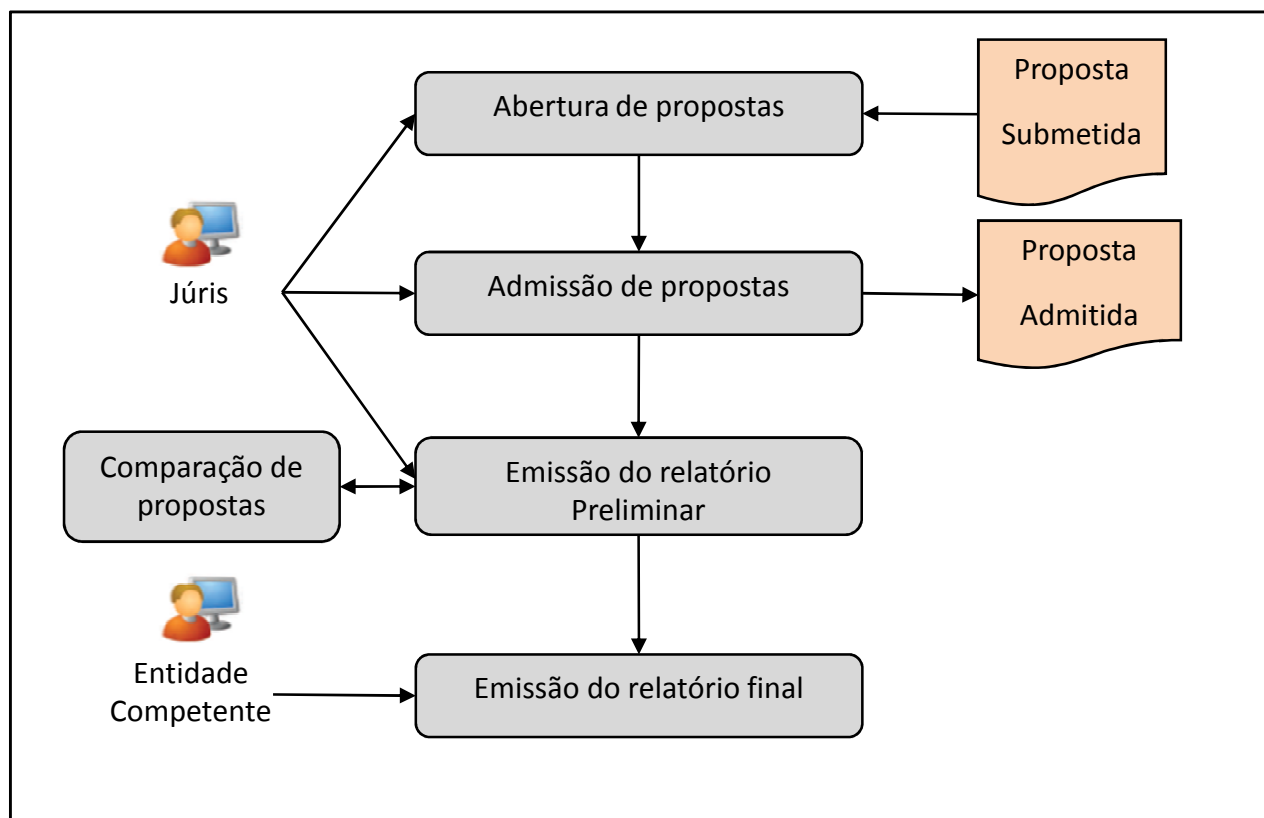 Abertura de propostas
Proposta
Submetida
Júris
Admissão de propostas
Proposta
Admitida
Comparação de
propostas
Emissão do relatório
Preliminar
Entidade
Competente
Emissão do relatório final